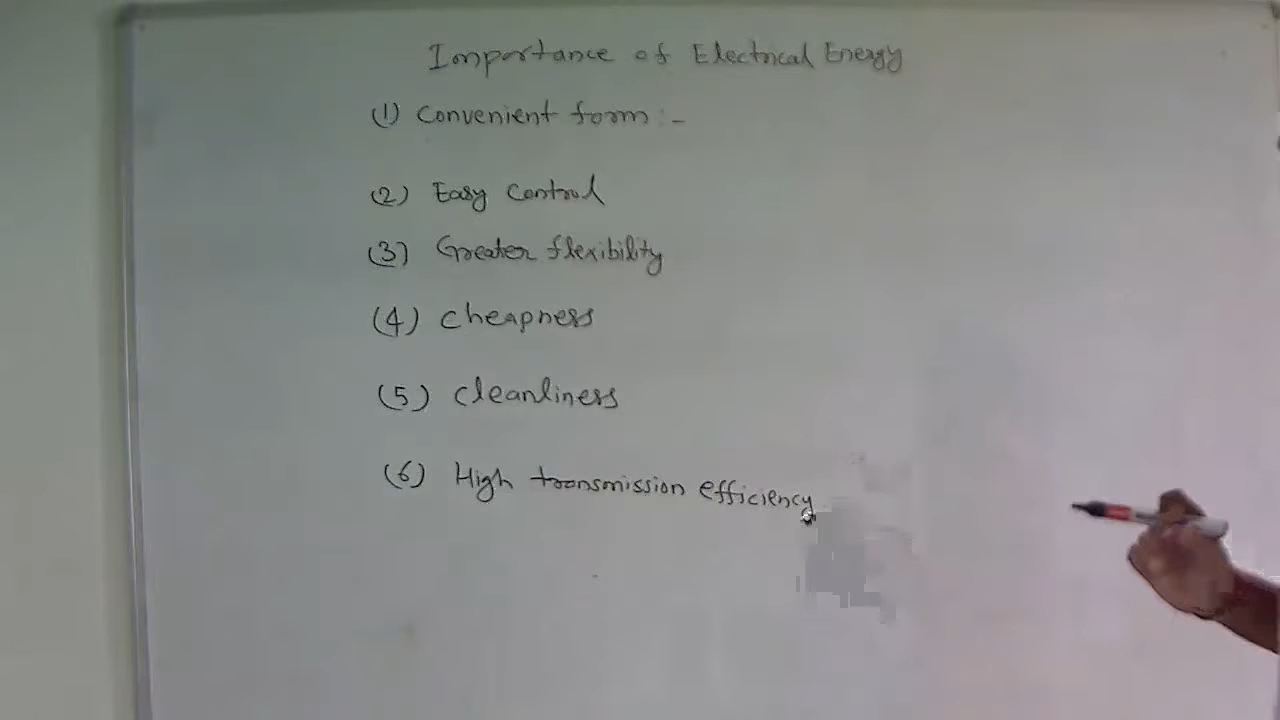 Importance of Electrical Energy
(1) Convenient form :-
(2) Easy Control
(3) Greater flexibility
(4) Cheapness
(5) Cleanliness
(6) High transmission efficiency